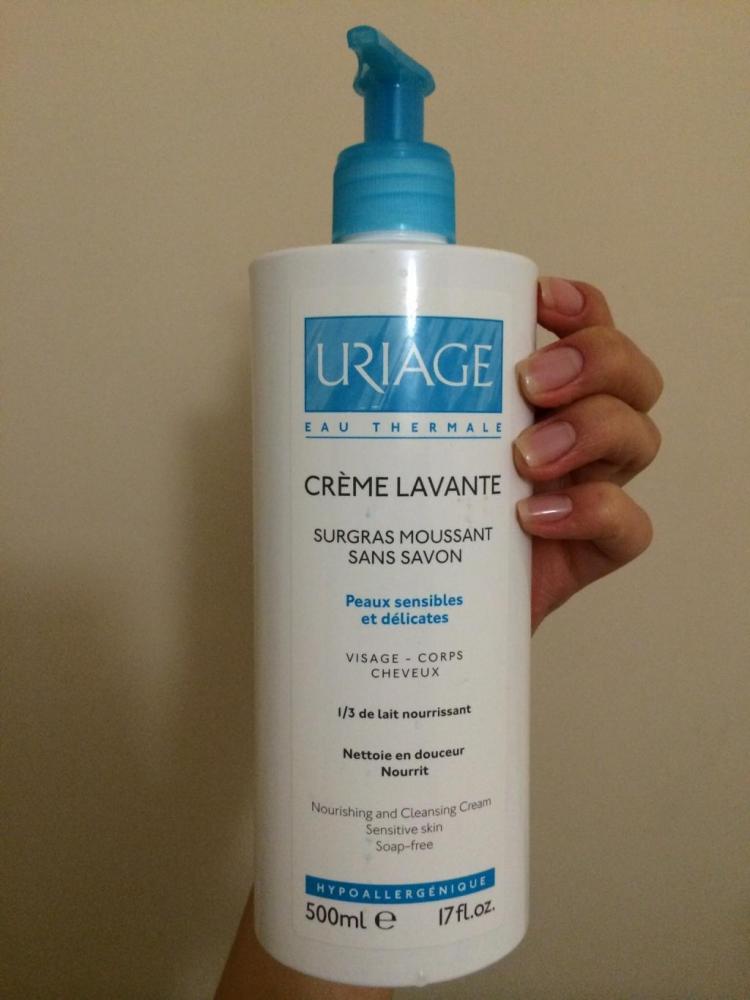 URIAGE
EAU THERMALE
CRÈME LAVANTE
SURGRAS MOUSSANT
SANS SAVON
Peaux sensibles
et délicates
VISAGE - CORPS
CHEVEUX
1/3 de lait nourrissant
Nettoie en douceur
Nourrit
Nourishing and Cleansing Cream
Sensitive skin
Soap-free
HYPOALLERGÉNIQUE
500ml e 17fl.oz.